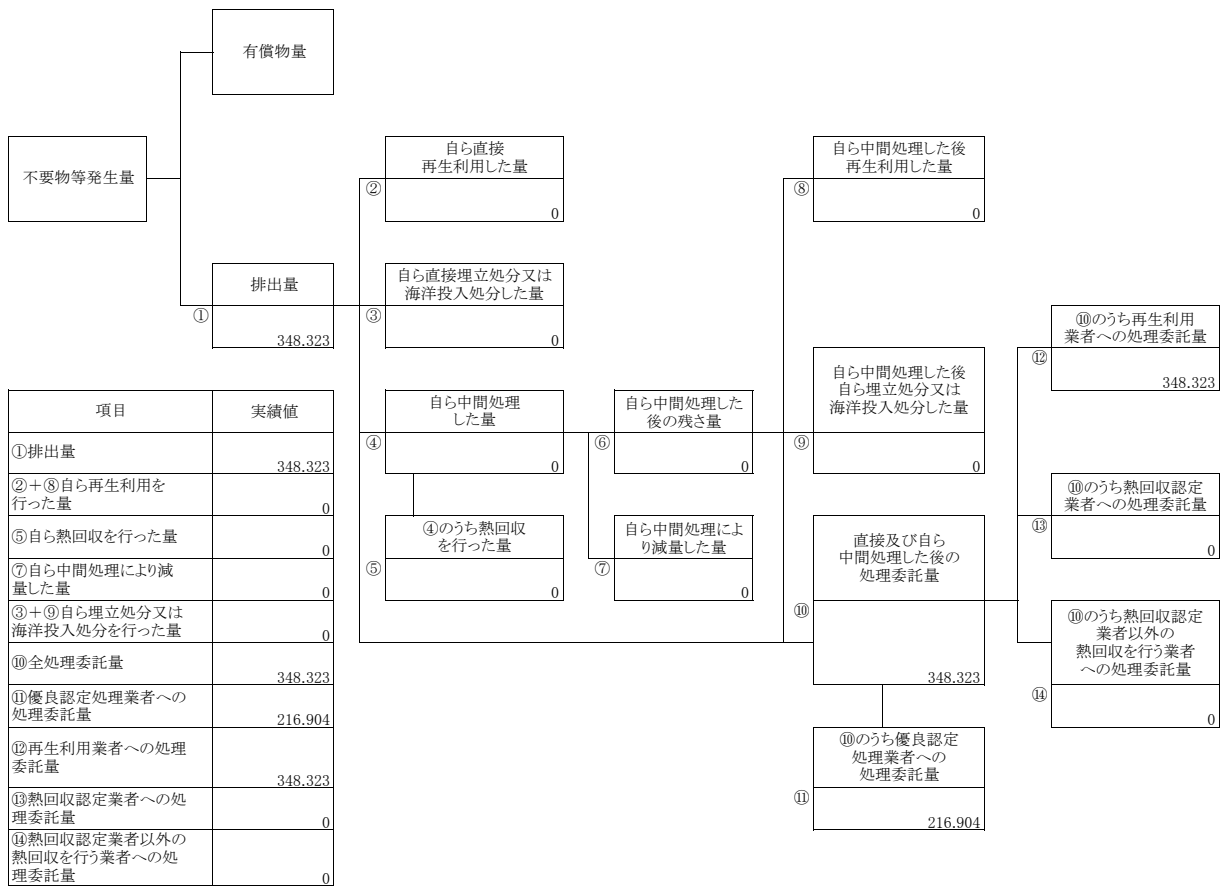 有償物量
不要物等発生量
自ら直接
再生利用した量
②
0
自ら中間処理した後
再生利用した量
⑧
0
排出量
①
348.323
自ら直接埋立処分又は
海洋投入処分した量
③
0
⑩のうち再生利用
業者への処理委託量
⑫
348.323
自ら中間処理
した量
④
0
自ら中間処理した
後の残さ量
⑥
0
自ら中間処理した後
自ら埋立処分又は
海洋投入処分した量
⑨
0
⑩のうち熱回収認定
業者への処理委託量
⑬
0
④のうち熱回収
を行った量
⑤
0
自ら中間処理によ
り減量した量
⑦
0
直接及び自ら
中間処理した後の
処理委託量
⑩
348.323
⑩のうち熱回収認定
業者以外の
熱回収を行う業者
への処理委託量
⑭
0
⑩のうち優良認定
処理業者への
処理委託量
⑪
216.904
項目 実績値
①排出量
348.323
②+⑧自ら再生利用を
行った量
0
⑤自ら熱回収を行った量
0
⑦自ら中間処理により減
量した量
0
③+⑨自ら埋立処分又は
海洋投入処分を行った量
0
⑩全処理委託量
348.323
⑪優良認定処理業者への
処理委託量
216.904
⑫再生利用業者への処理
委託量
348.323
⑬熱回収認定業者への処
理委託量
0
⑭熱回収認定業者以外の
熱回収を行う業者への処
理委託量
0